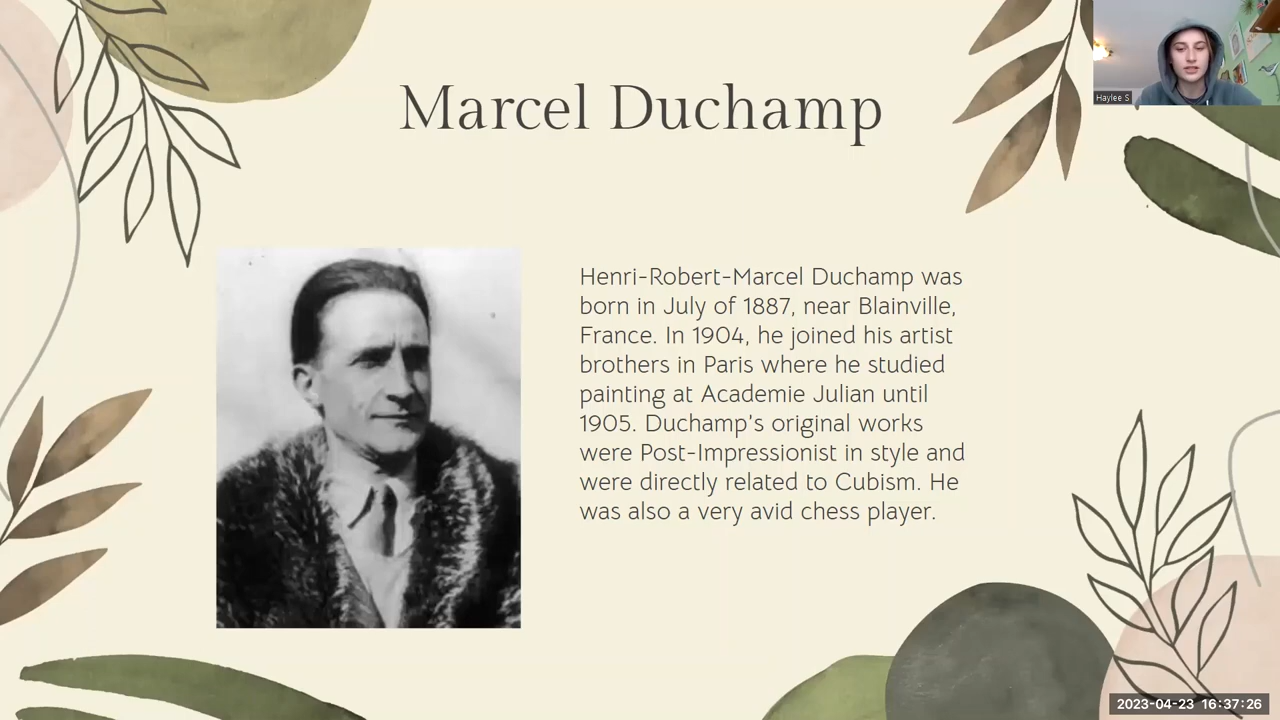 Marcel Duchamp
Haylee S
Henri-Robert-Marcel Duchamp was
born in July of 1887, near Blainville,
France. In 1904, he joined his artist
brothers in Paris where he studied
painting at Academie Julian until
1905. Duchamp's original works
were Post-Impressionist in style and
were directly related to Cubism. He
was also a very avid chess player.
2023-04-23 16:37:26